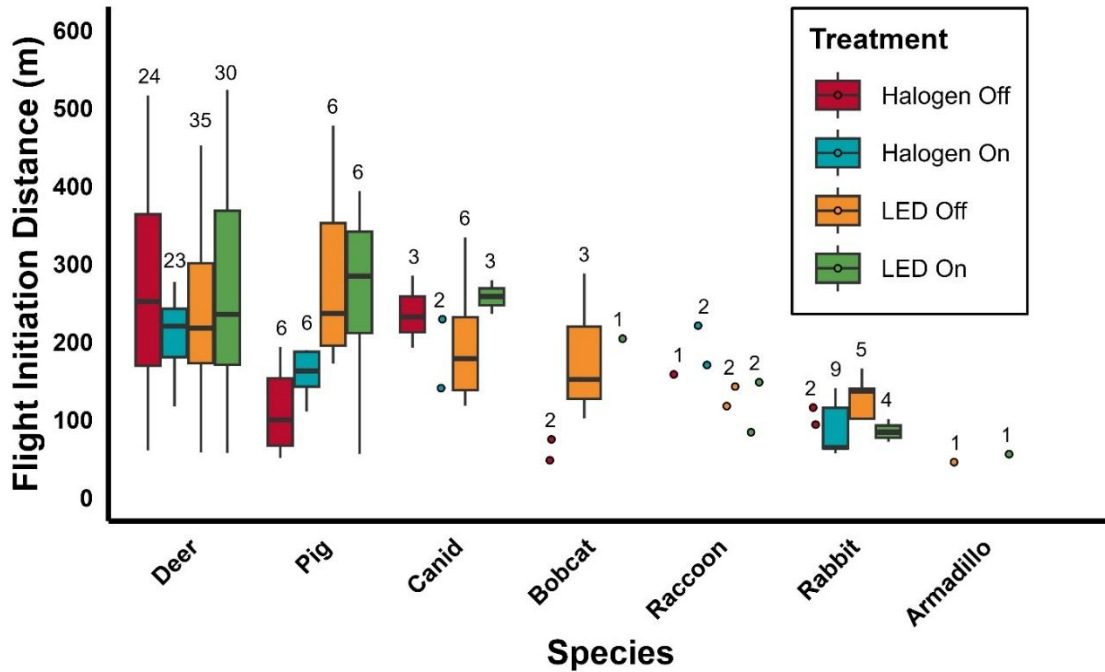 Flight Initiation Distance (m)
600
500
400
300
200
100
0
24
23
35
30
6
6
6
6
3
2
6
3
2
3
1
1
2
2
2
2
9
5
4
1
1
Treatment
Halogen Off
Halogen On
LED Off
LED On
Deer
Pig
Canid
Bobcat
Raccoon
Rabbit
Armadillo
Species